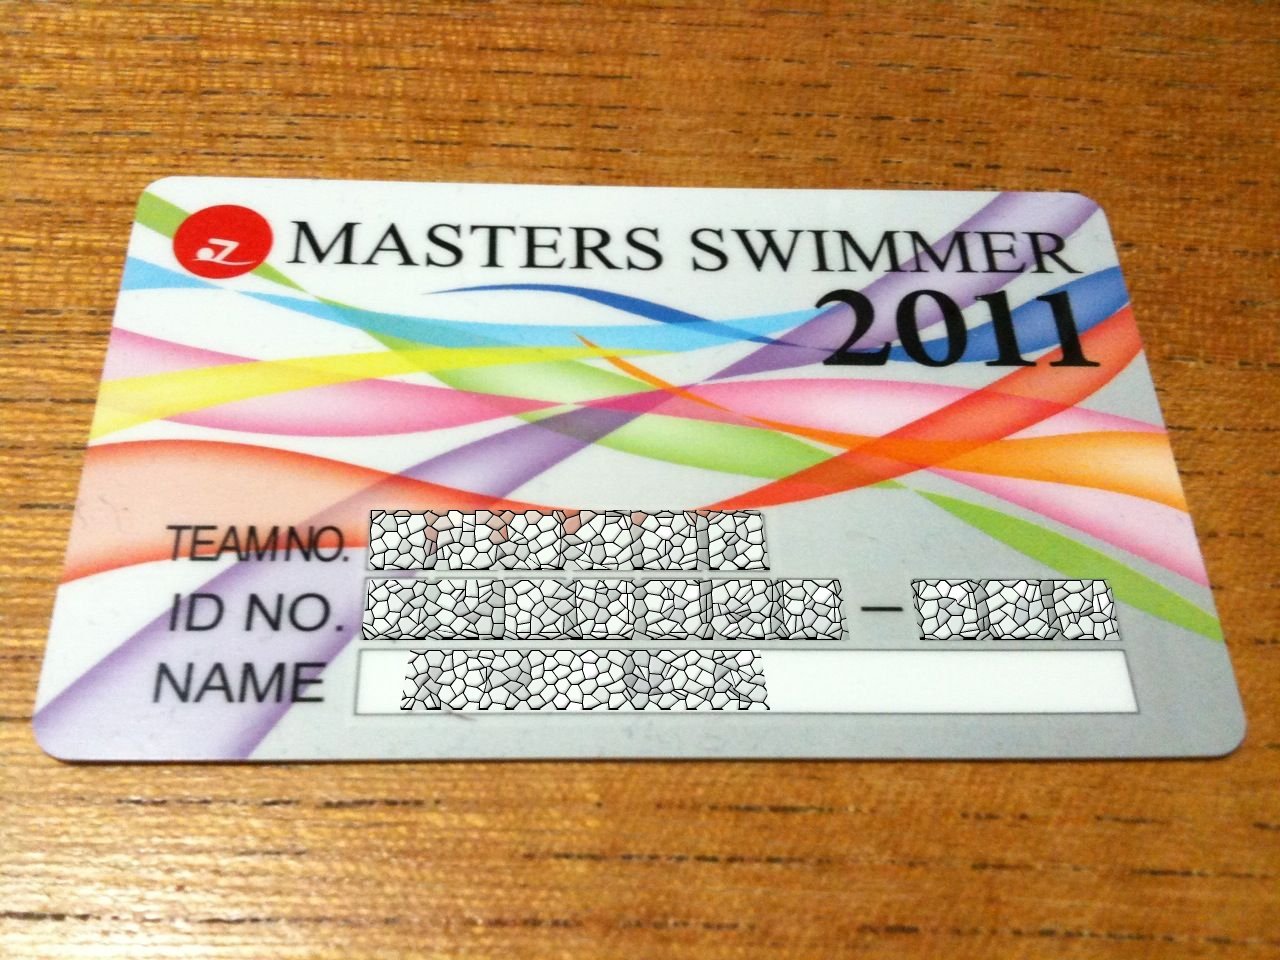 MASTERS SWIMMER
2011
TEAM NO.
ID NO. –
NAME